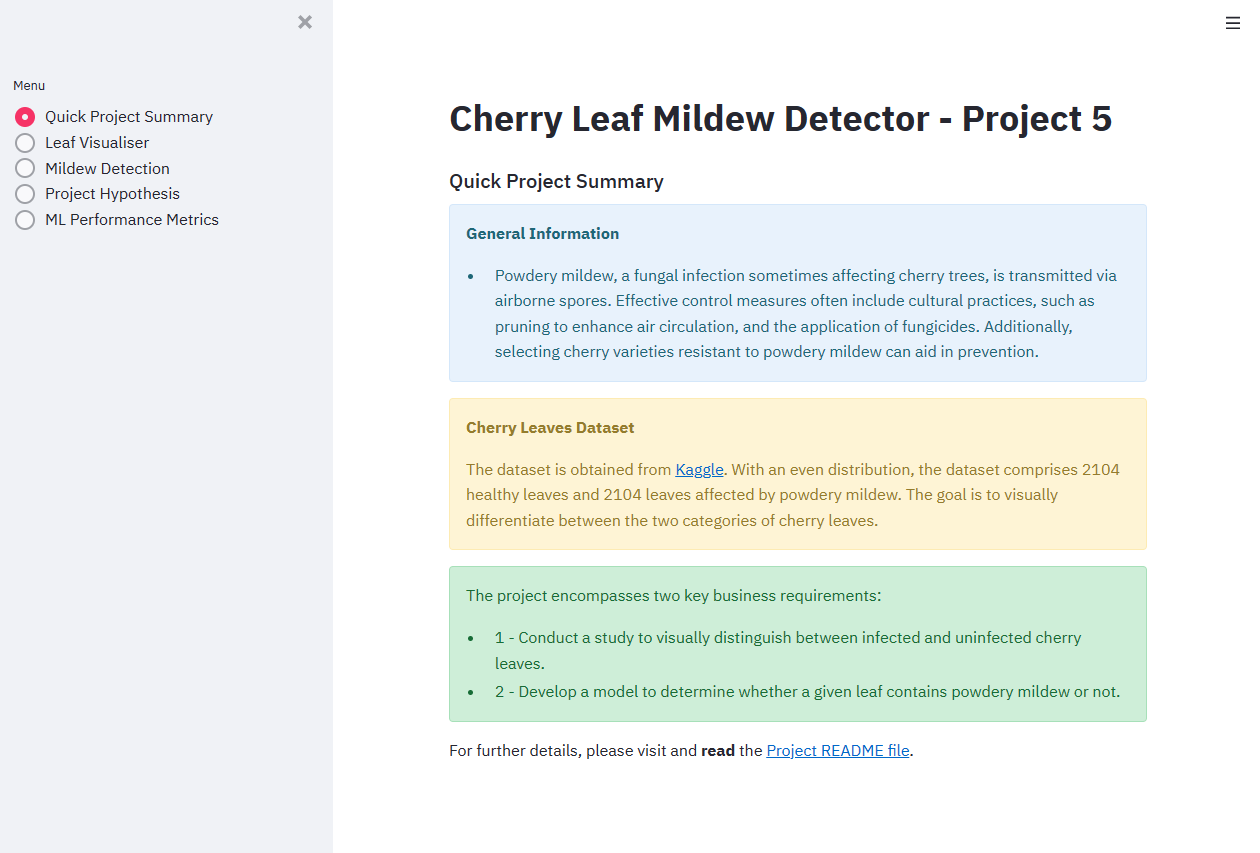 Menu
Quick Project Summary
Leaf Visualiser
Mildew Detection
Project Hypothesis
ML Performance Metrics
Cherry Leaf Mildew Detector - Project 5
Quick Project Summary
General Information
• Powdery mildew, a fungal infection sometimes affecting cherry trees, is transmitted via
airborne spores. Effective control measures often include cultural practices, such as
pruning to enhance air circulation, and the application of fungicides. Additionally,
selecting cherry varieties resistant to powdery mildew can aid in prevention.
Cherry Leaves Dataset
The dataset is obtained from Kaggle. With an even distribution, the dataset comprises 2104
healthy leaves and 2104 leaves affected by powdery mildew. The goal is to visually
differentiate between the two categories of cherry leaves.
The project encompasses two key business requirements:
• 1 - Conduct a study to visually distinguish between infected and uninfected cherry
leaves.
• 2 - Develop a model to determine whether a given leaf contains powdery mildew or not.
For further details, please visit and read the Project README file.